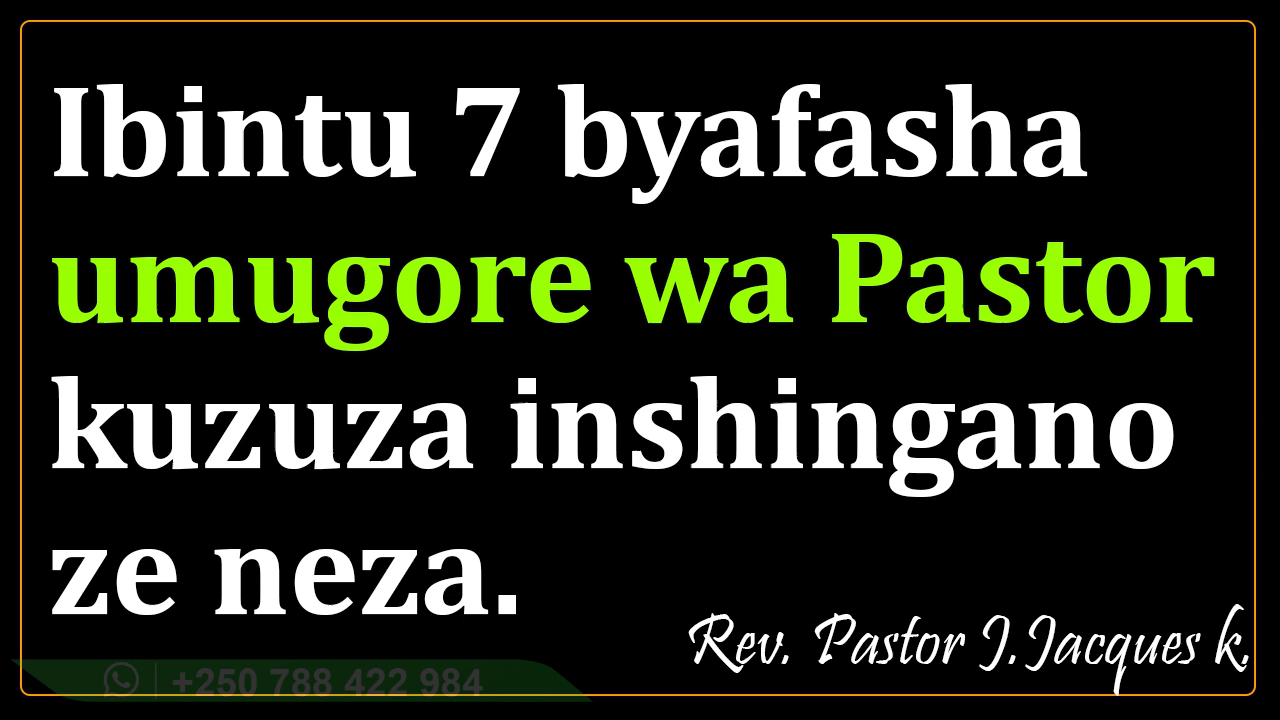 Ibintu 7 byafasha
umugore wa Pastor
kuzuza inshingano
ze neza.
Rev. Pastor J.Jacques k.
+250 788 422 984